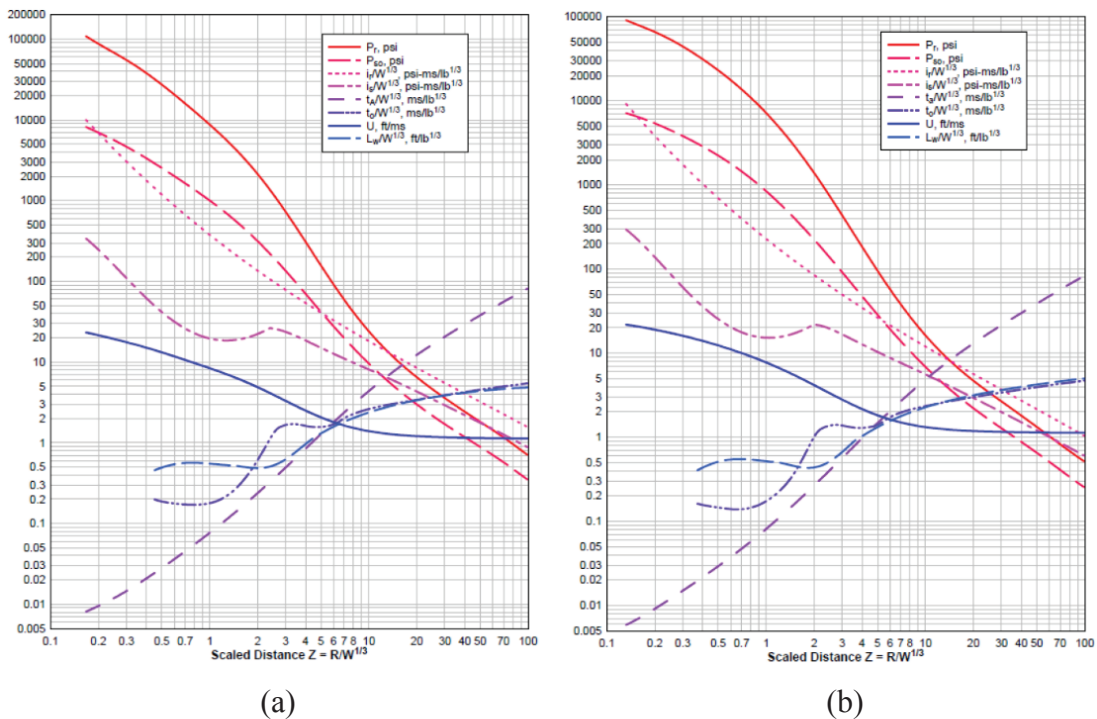 200000
100000
50000
30000
20000
10000
5000
3000
2000
1000
500
300
200
100
50
30
20
10
5
3
2
1
0.5
0.3
0.2
0.1
0.05
0.03
0.02
0.01
0.005
Pr, psi
Pso, psi
ir/W1/3, psi-ms/lb1/3
is/W1/3, psi-ms/lb1/3
tA/W1/3, ms/lb1/3
to/W1/3, ms/lb1/3
U, ft/ms
Lw/W1/3, ft/lb1/3
0.1 0.2 0.3 0.5 0.7 1 2 3 4 5 6 7 8 10 20 30 40 50 70 100
Scaled Distance Z = R/W1/3
(a)
100000
50000
30000
20000
10000
5000
3000
2000
1000
500
300
200
100
50
30
20
10
5
3
2
1
0.5
0.3
0.2
0.1
0.05
0.03
0.02
0.01
0.005
Pr, psi
Pso, psi
ir/W1/3, psi-ms/lb1/3
is/W1/3, psi-ms/lb1/3
ta/W1/3, ms/lb1/3
to/W1/3, ms/lb1/3
U, ft/ms
Lw/W1/3, ft/lb1/3
0.1 0.2 0.3 0.5 0.7 1 2 3 4 5 6 7 8 10 20 30 40 50 70 100
Scaled Distance Z = R/W1/3
(b)